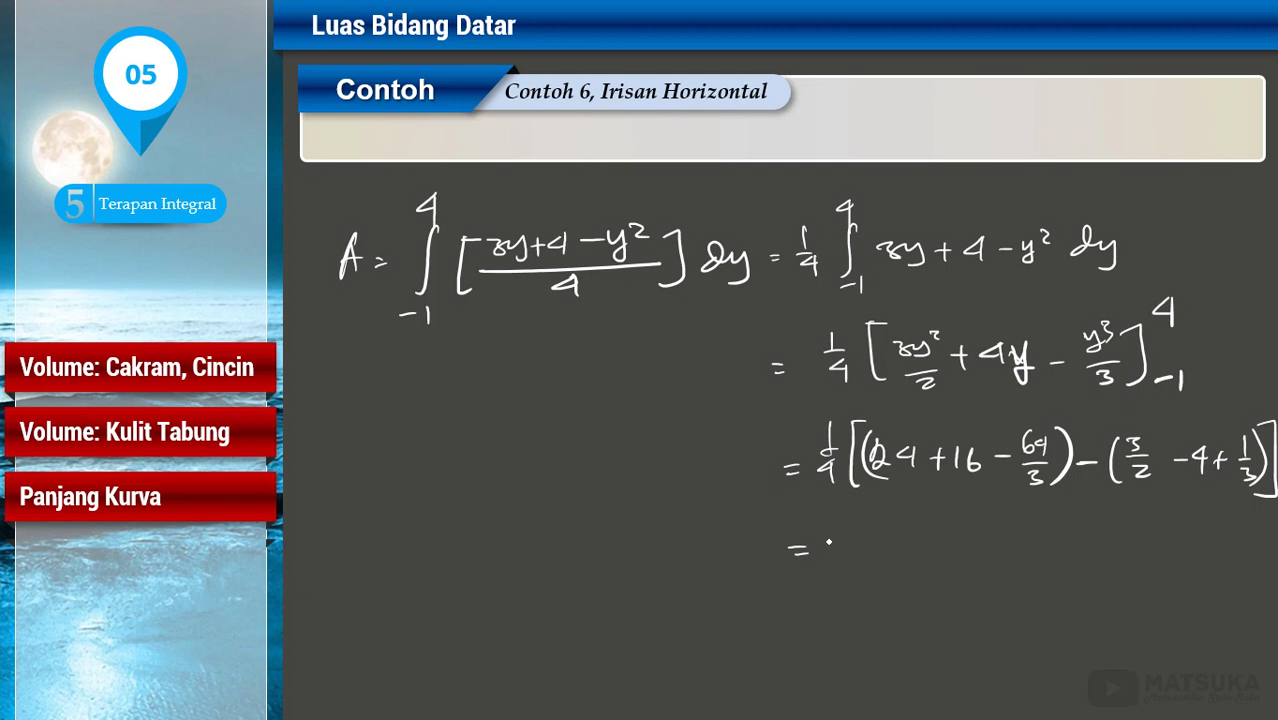 Luas Bidang Datar
05
Contoh
Contoh 6, Irisan Horizontal
5 Terapan Integral
A = ∫_{-1}^{4} [(3y+4-y²)/4] dy = 1/4 ∫_{-1}^{4} 3y + 4 - y² dy
= 1/4 [3y²/2 + 4y - y³/3]_{-1}^{4}
= 1/4 [(24 + 16 - 64/3) - (3/2 - 4 + 1/3)]
=
Volume: Cakram, Cincin
Volume: Kulit Tabung
Panjang Kurva
MATSUKA